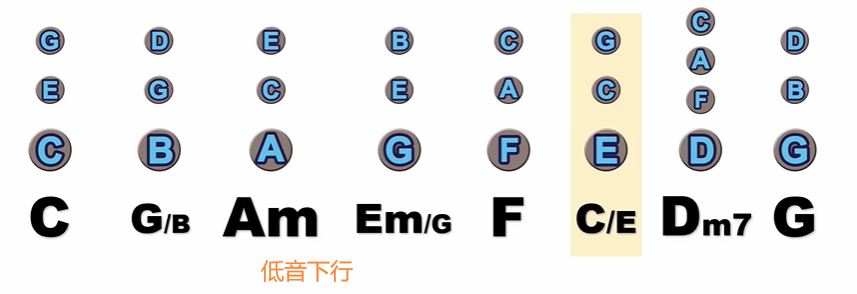 C
G D E B C G A D
E G C E A C F B
C B A G F E D G
C G/B Am Em/G F C/E Dm7 G
低音下行